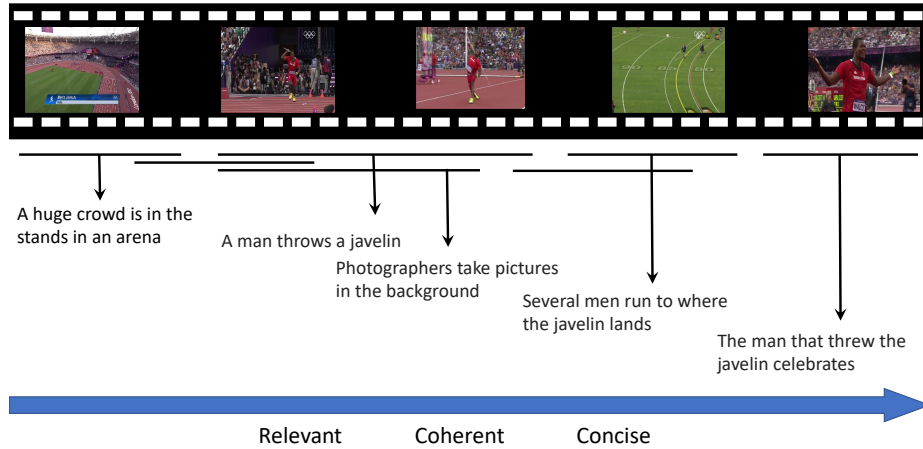 A huge crowd is in the
stands in an arena
A man throws a javelin
Photographers take pictures
in the background
Several men run to where
the javelin lands
The man that threw the
javelin celebrates
Relevant Coherent Concise